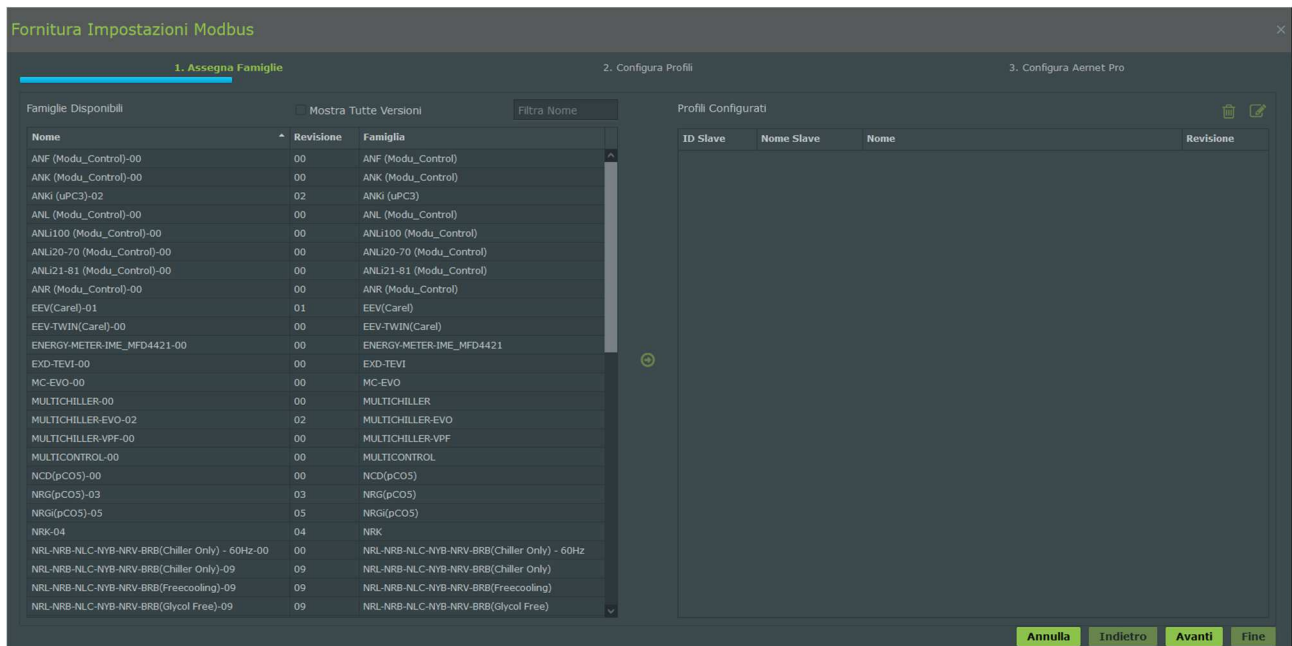 Fornitura Impostazioni Modbus
1. Assegna Famiglie 2. Configura Profili 3. Configura Aernet Pro
Famiglie Disponibili Mostra Tutte Versioni Filtra Nome Profili Configurati
Nome Revisione Famiglia ID Slave Nome Slave Nome Revisione
ANF (Modu_Control)-00 00 ANF (Modu_Control)
ANK (Modu_Control)-00 00 ANK (Modu_Control)
ANKi (uPC3)-02 02 ANKi (uPC3)
ANL (Modu_Control)-00 00 ANL (Modu_Control)
ANLi100 (Modu_Control)-00 00 ANLi100 (Modu_Control)
ANLi20-70 (Modu_Control)-00 00 ANLi20-70 (Modu_Control)
ANLi21-81 (Modu_Control)-00 00 ANLi21-81 (Modu_Control)
ANR (Modu_Control)-00 00 ANR (Modu_Control)
EEV(Carel)-01 01 EEV(Carel)
EEV-TWIN(Carel)-00 00 EEV-TWIN(Carel)
ENERGY-METER-IME_MFD4421-00 00 ENERGY-METER-IME_MFD4421
EXD-TEVI-00 00 EXD-TEVI
MC-EVO-00 00 MC-EVO
MULTICHILLER-00 00 MULTICHILLER
MULTICHILLER-EVO-02 02 MULTICHILLER-EVO
MULTICHILLER-VPF-00 00 MULTICHILLER-VPF
MULTICONTROL-00 00 MULTICONTROL
NCD(pCO5)-00 00 NCD(pCO5)
NRG(pCO5)-03 03 NRG(pCO5)
NRGi(pCO5)-05 05 NRGi(pCO5)
NRK-04 04 NRK
NRL-NRB-NLC-NYB-NRV-BRB(Chiller Only) - 60Hz-00 00 NRL-NRB-NLC-NYB-NRV-BRB(Chiller Only) - 60Hz
NRL-NRB-NLC-NYB-NRV-BRB(Chiller Only)-09 09 NRL-NRB-NLC-NYB-NRV-BRB(Chiller Only)
NRL-NRB-NLC-NYB-NRV-BRB(Freecooling)-09 09 NRL-NRB-NLC-NYB-NRV-BRB(Freecooling)
NRL-NRB-NLC-NYB-NRV-BRB(Glycol Free)-09 09 NRL-NRB-NLC-NYB-NRV-BRB(Glycol Free)
Annulla Indietro Avanti Fine